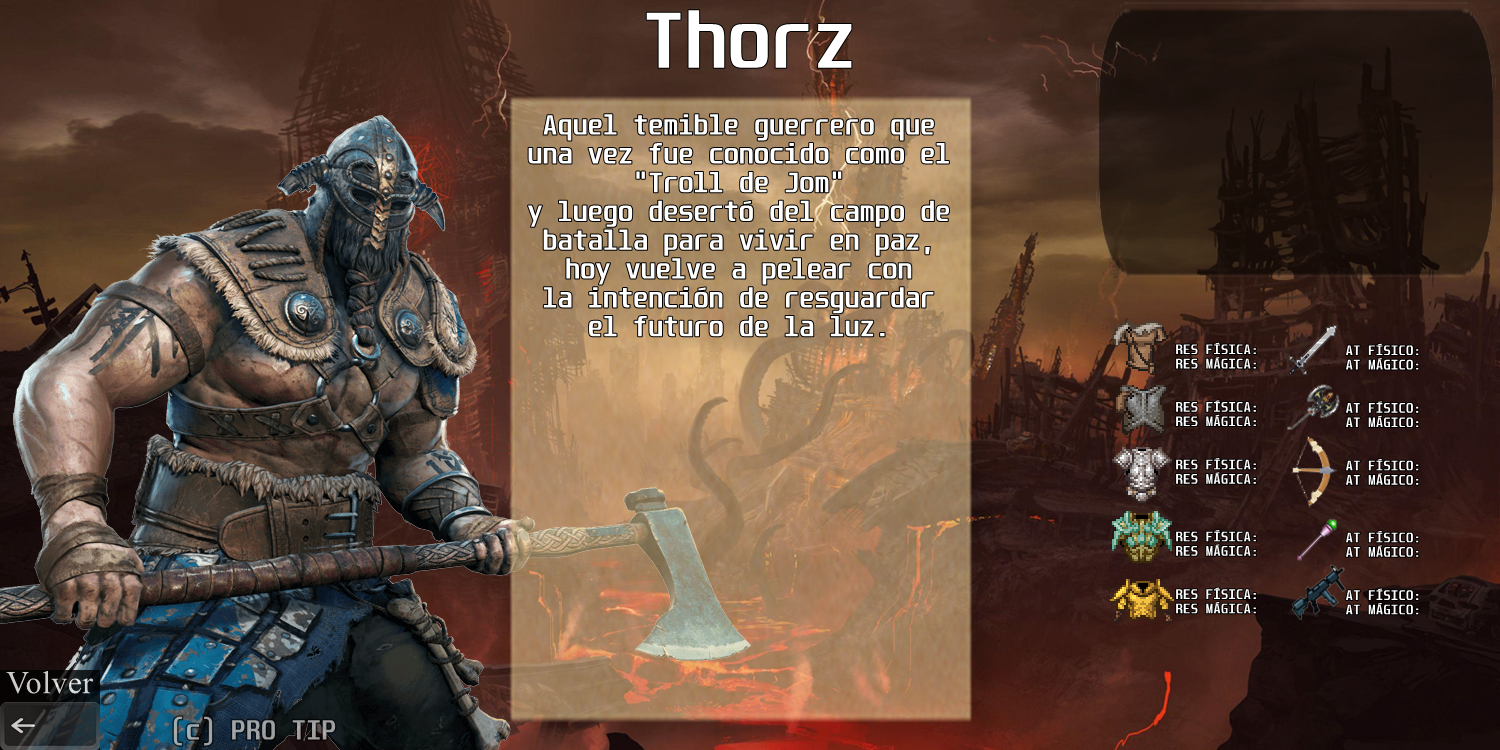 Thorz
Aquel temible guerrero que
una vez fue conocido como el
"Troll de Jom"
y luego desertó del campo de
batalla para vivir en paz,
hoy vuelve a pelear con
la intención de resguardar
el futuro de la luz.
RES FÍSICA:
RES MÁGICA:
AT FÍSICO:
AT MÁGICO:
RES FÍSICA:
RES MÁGICA:
AT FÍSICO:
AT MÁGICO:
RES FÍSICA:
RES MÁGICA:
AT FÍSICO:
AT MÁGICO:
RES FÍSICA:
RES MÁGICA:
AT FÍSICO:
AT MÁGICO:
RES FÍSICA:
RES MÁGICA:
AT FÍSICO:
AT MÁGICO:
Volver
(c) PRO TIP